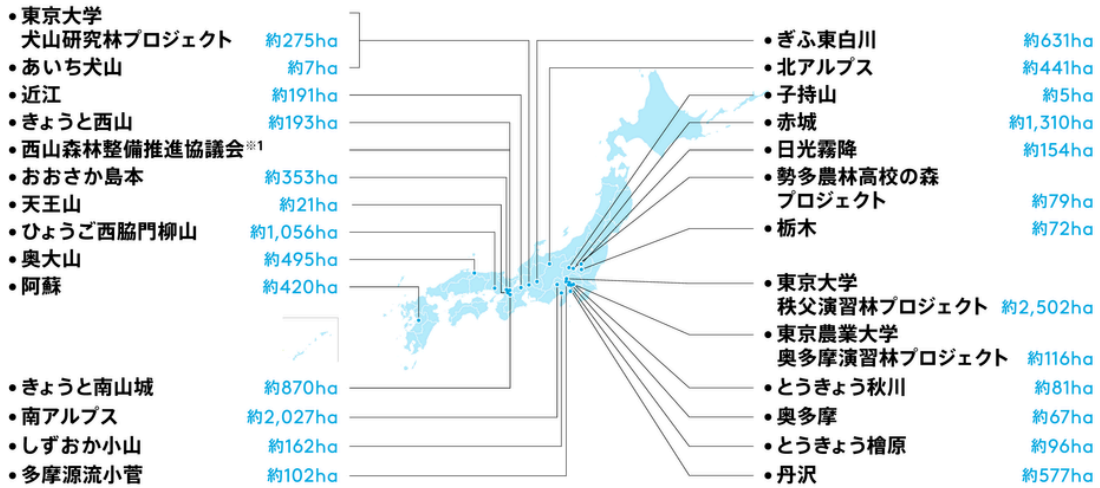 • 東京大学
犬山研究林プロジェクト 約275ha
• あいち犬山 約7ha
• 近江 約191ha
• きょうと西山 約193ha
• 西山森林整備推進協議会※1
• おおさか島本 約353ha
• 天王山 約21ha
• ひょうご西脇門柳山 約1,056ha
• 奥大山 約495ha
• 阿蘇 約420ha
• きょうと南山城 約870ha
• 南アルプス 約2,027ha
• しずおか小山 約162ha
• 多摩源流小菅 約102ha
• ぎふ東白川 約631ha
• 北アルプス 約441ha
• 子持山 約5ha
• 赤城 約1,310ha
• 日光霧降 約154ha
• 勢多農林高校の森
プロジェクト 約79ha
• 栃木 約72ha
• 東京大学
秩父演習林プロジェクト 約2,502ha
• 東京農業大学
奥多摩演習林プロジェクト 約116ha
• とうきょう秋川 約81ha
• 奥多摩 約67ha
• とうきょう檜原 約96ha
• 丹沢 約577ha